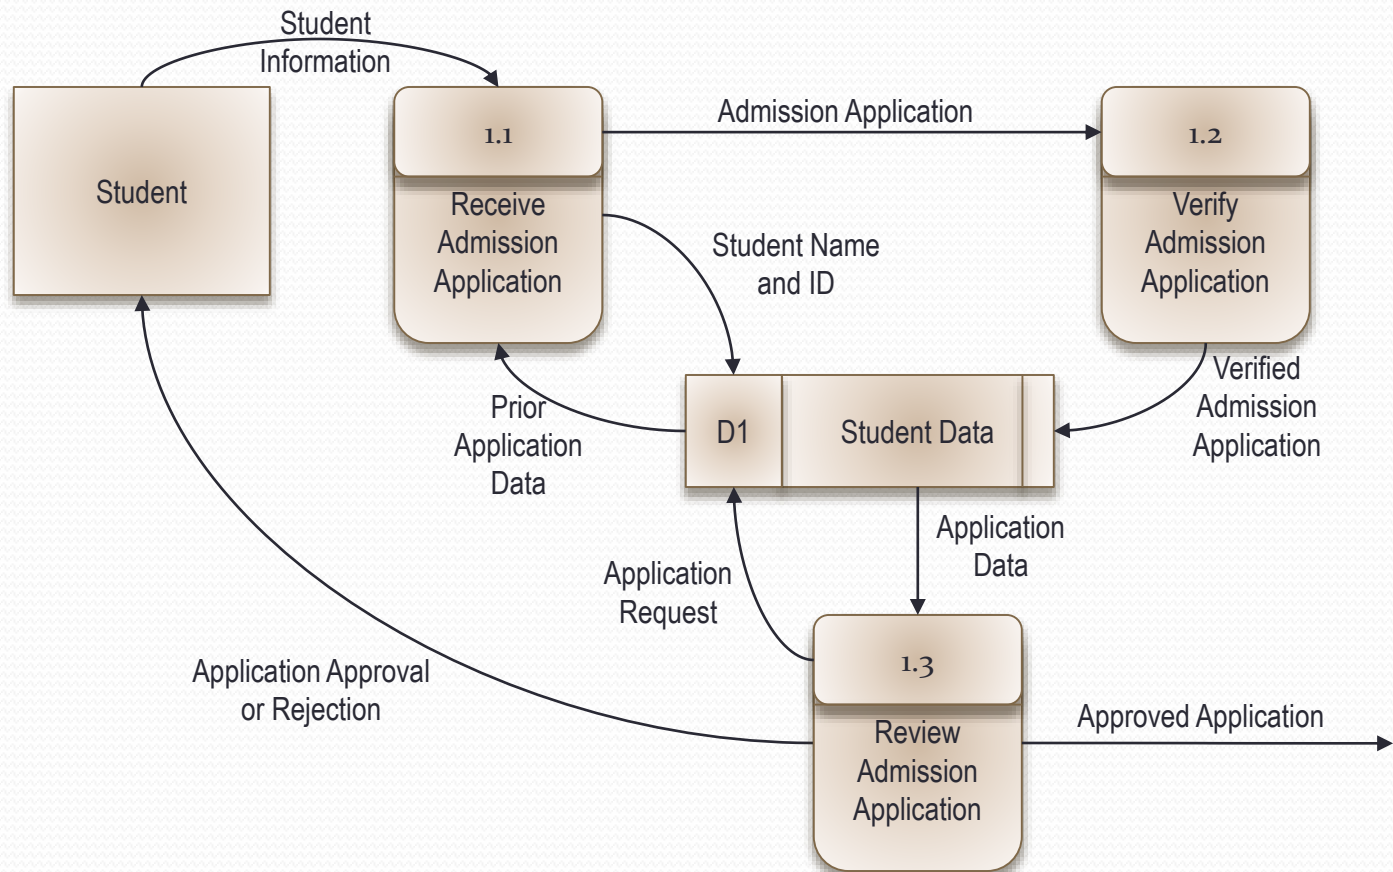 Student
Information
Student
1.1
Receive
Admission
Application
Admission Application
1.2
Verify
Admission
Application
Student Name
and ID
Prior
Application
Data
D1
Student Data
Verified
Admission
Application
Application
Request
Application
Data
1.3
Review
Admission
Application
Application Approval
or Rejection
Approved Application